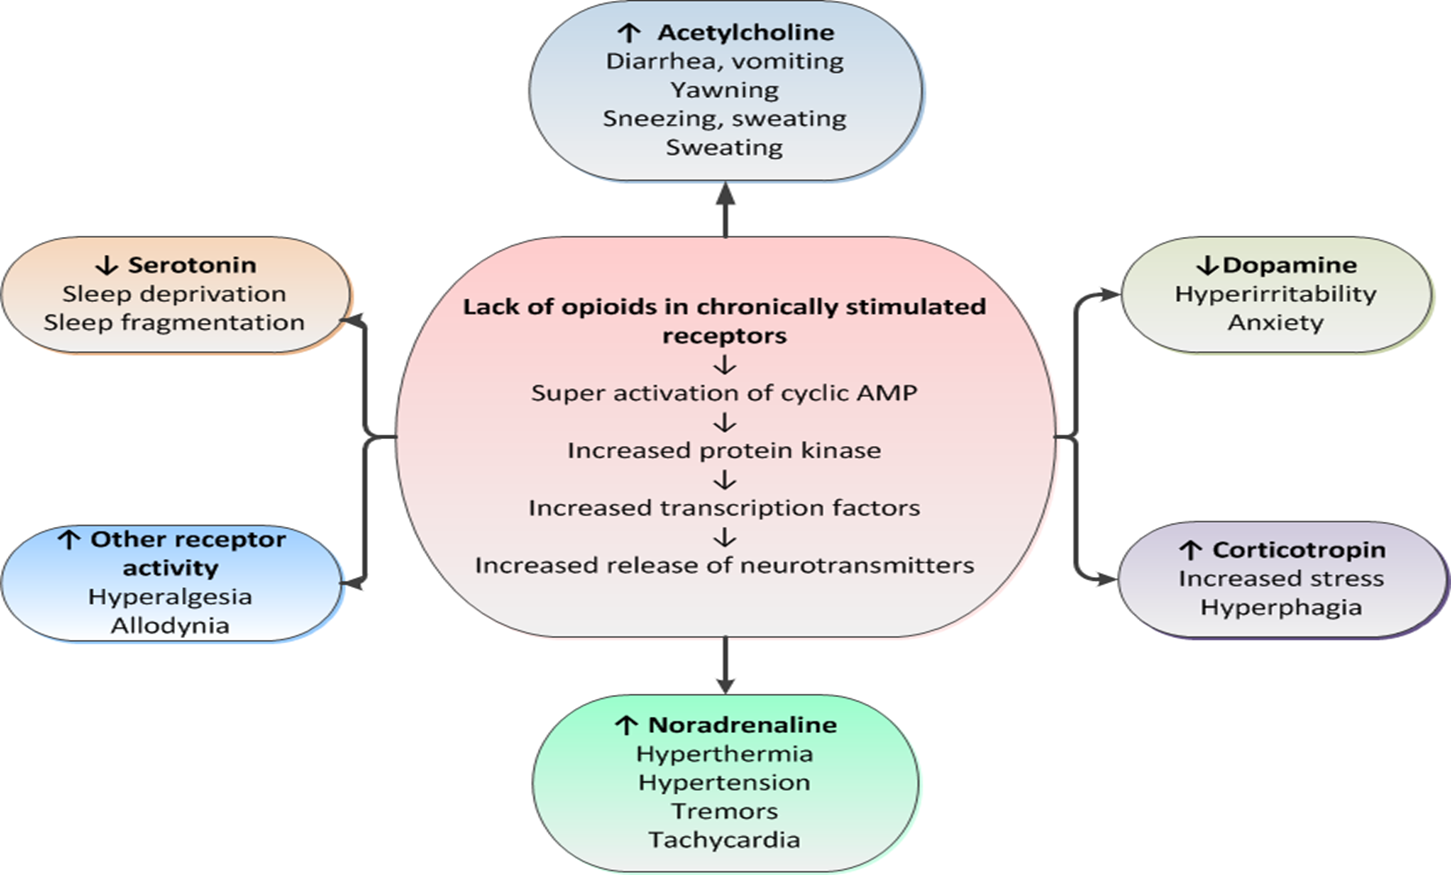 ↑ Acetylcholine
Diarrhea, vomiting
Yawning
Sneezing, sweating
Sweating
↓ Serotonin
Sleep deprivation
Sleep fragmentation
↓Dopamine
Hyperirritability
Anxiety
Lack of opioids in chronically stimulated
receptors
↓
Super activation of cyclic AMP
↓
Increased protein kinase
↓
Increased transcription factors
↓
Increased release of neurotransmitters
↑ Other receptor
activity
Hyperalgesia
Allodynia
↑ Corticotropin
Increased stress
Hyperphagia
↑ Noradrenaline
Hyperthermia
Hypertension
Tremors
Tachycardia